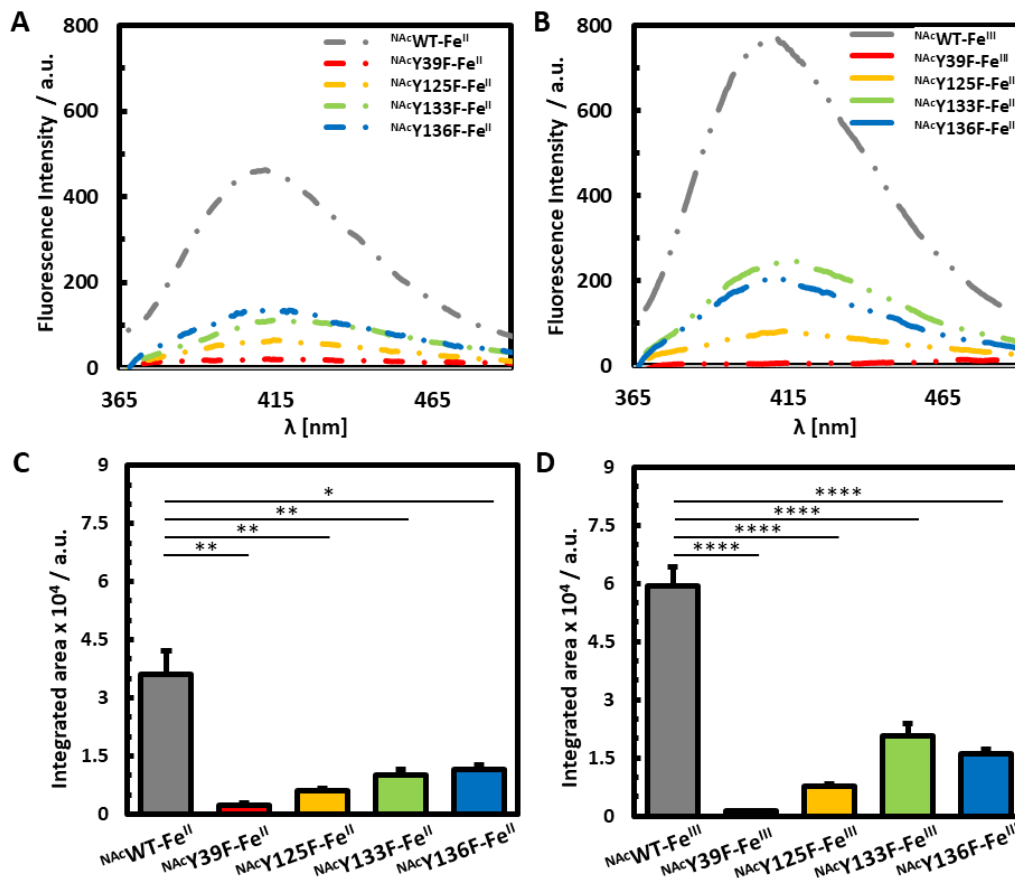 A
800
600
400
200
0
Fluorescence Intensity / a.u.
NAcWT-FeII
NAcY39F-FeII
NAcY125F-FeII
NAcY133F-FeII
NAcY136F-FeII
365 415 465
λ [nm]
B
800
600
400
200
0
Fluorescence Intensity / a.u.
NAcWT-FeIII
NAcY39F-FeIII
NAcY125F-FeII
NAcY133F-FeII
NAcY136F-FeII
365 415 465
λ [nm]
C
9
7.5
6
4.5
3
1.5
0
Integrated area x 10⁴ / a.u.
*
**
**
**
NAcWT-FeII
NAcY39F-FeII
NAcY125F-FeII
NAcY133F-FeII
NAcY136F-FeII
D
9
7.5
6
4.5
3
1.5
0
Integrated area x 10⁴ / a.u.
****
****
****
****
NAcWT-FeIII
NAcY39F-FeIII
NAcY125F-FeIII
NAcY133F-FeIII
NAcY136F-FeIII